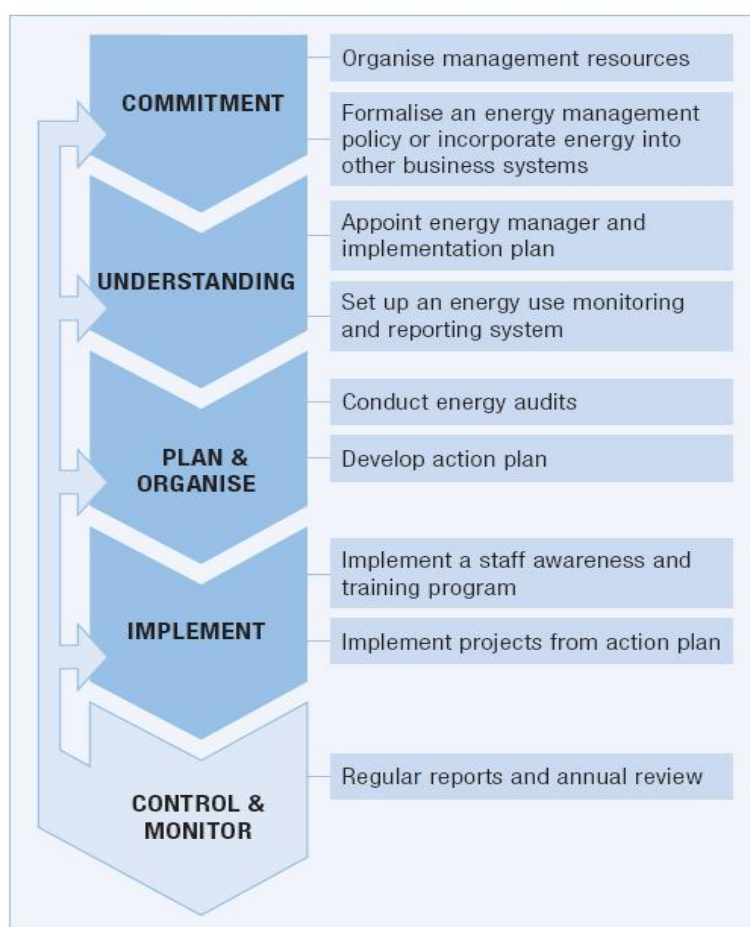 COMMITMENT
Organise management resources
Formalise an energy management
policy or incorporate energy into
other business systems
UNDERSTANDING
Appoint energy manager and
implementation plan
Set up an energy use monitoring
and reporting system
PLAN &
ORGANISE
Conduct energy audits
Develop action plan
IMPLEMENT
Implement a staff awareness and
training program
Implement projects from action plan
CONTROL &
MONITOR
Regular reports and annual review